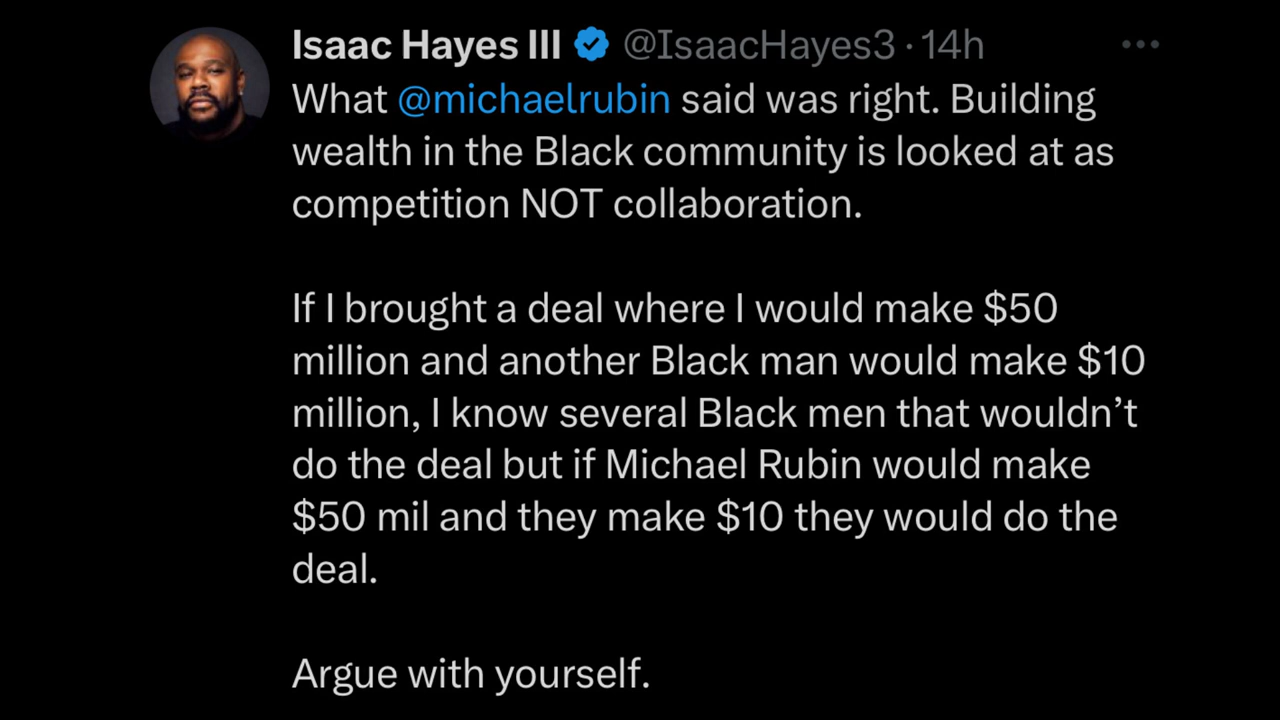 Isaac Hayes III @IsaacHayes3 · 14h
What @michaelrubin said was right. Building
wealth in the Black community is looked at as
competition NOT collaboration.
If I brought a deal where I would make $50
million and another Black man would make $10
million, I know several Black men that wouldn’t
do the deal but if Michael Rubin would make
$50 mil and they make $10 they would do the
deal.
Argue with yourself.